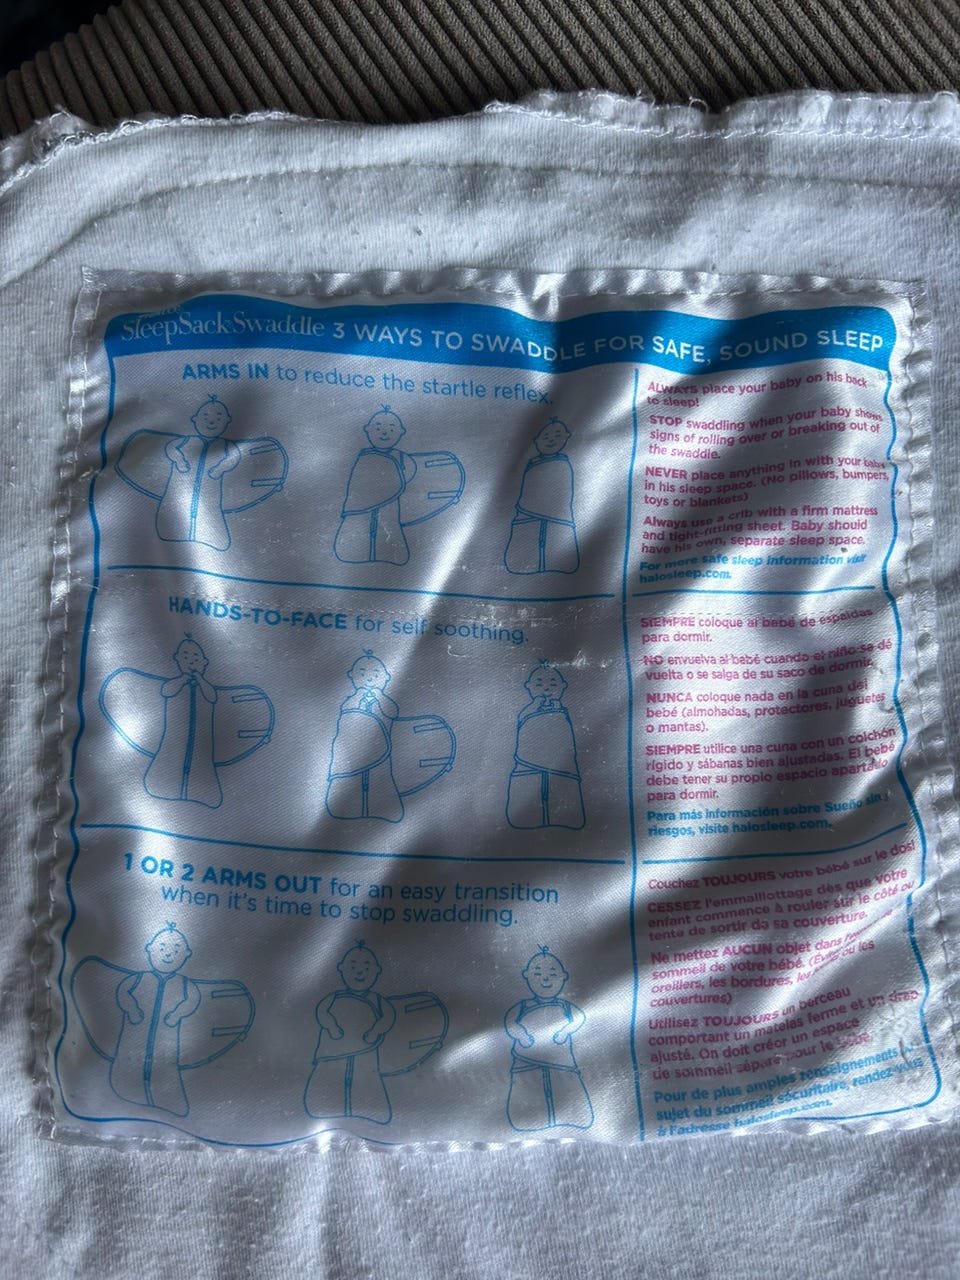 SleepSack Swaddle 3 WAYS TO SWADDLE FOR SAFE, SOUND SLEEP
ARMS IN to reduce the startle reflex.
HANDS-TO-FACE for self soothing.
1 OR 2 ARMS OUT for an easy transition
when it's time to stop swaddling.
ALWAYS place your baby on his back
to sleep!
STOP swaddling when your baby shows
signs of rolling over or breaking out of
the swaddle.
NEVER place anything in with your baby
in his sleep space. (No pillows, bumpers,
toys or blankets)
Always use a crib with a firm mattress
and tight-fitting sheet. Baby should
have his own, separate sleep space.
For more safe sleep information visit
halosleep.com.
SIEMPRE coloque al bebé de espaldas
para dormir.
NO envuelva al bebé cuando el niño se dé
vuelta o se salga de su saco de dormir.
NUNCA coloque nada en la cuna del
bebé (almohadas, protectores, juguetes
o mantas).
SIEMPRE utilice una cuna con un colchón
rígido y sábanas bien ajustadas. El bebé
debe tener su propio espacio apartado
para dormir.
Para más información sobre Sueño sin
riesgos, visite halosleep.com.
Couchez TOUJOURS votre bébé sur le dos!
CESSEZ l'emmaillottage dès que votre
enfant commence à rouler sur le côté ou
tente de sortir da sa couverture.
Ne mettez AUCUN objet dans
sommeil de votre bébé. (Évitez les
oreillers, les bordures, les ou les
couvertures)
Utilisez TOUJOURS un berceau
comportant un matelas ferme et un drap
ajusté. On doit créer un espace
de sommeil séparé pour le bébé.
Pour de plus amples renseignements
sujet du sommeil sécuritaire, rendez-vous
à l'adresse halosleep.com.